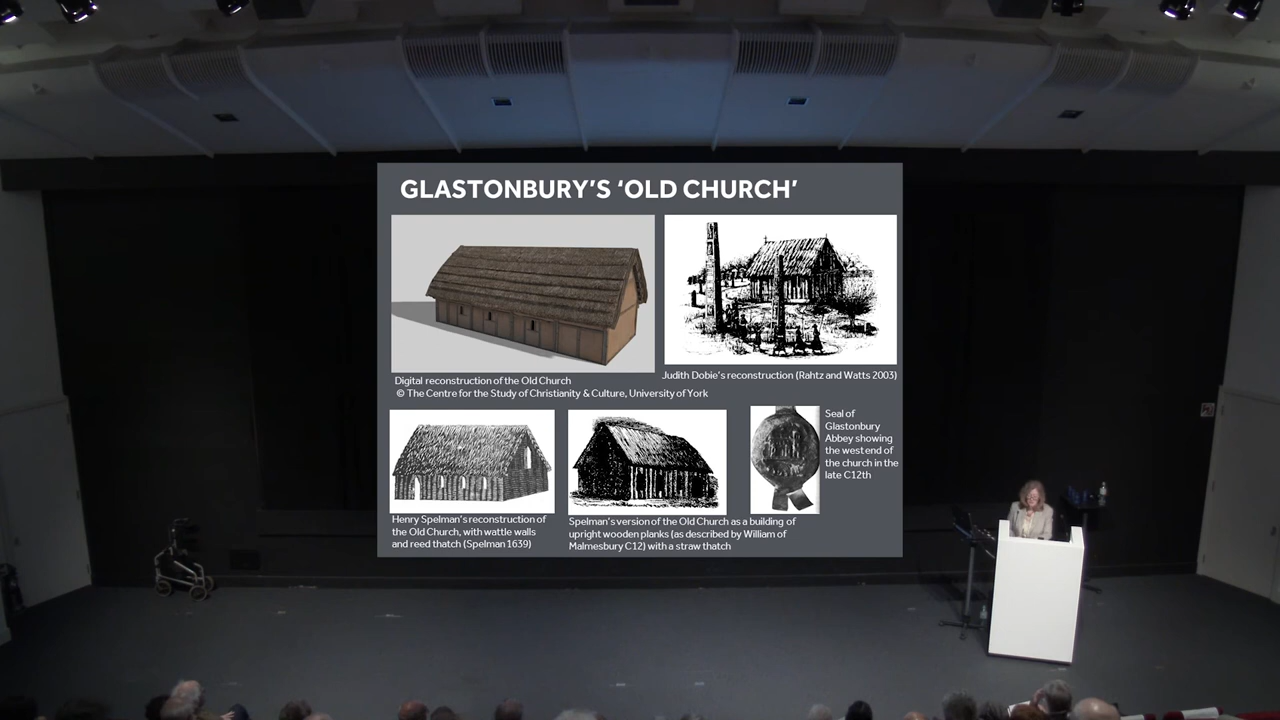 GLASTONBURY'S 'OLD CHURCH'
Digital reconstruction of the Old Church
© The Centre for the Study of Christianity & Culture, University of York
Judith Dobie's reconstruction (Rahtz and Watts 2003)
Henry Spelman's reconstruction of
the Old Church, with wattle walls
and reed thatch (Spelman 1639)
Spelman's version of the Old Church as a building of
upright wooden planks (as described by William of
Malmesbury C12) with a straw thatch
Seal of
Glastonbury
Abbey showing
the west end of
the church in the
late C12th